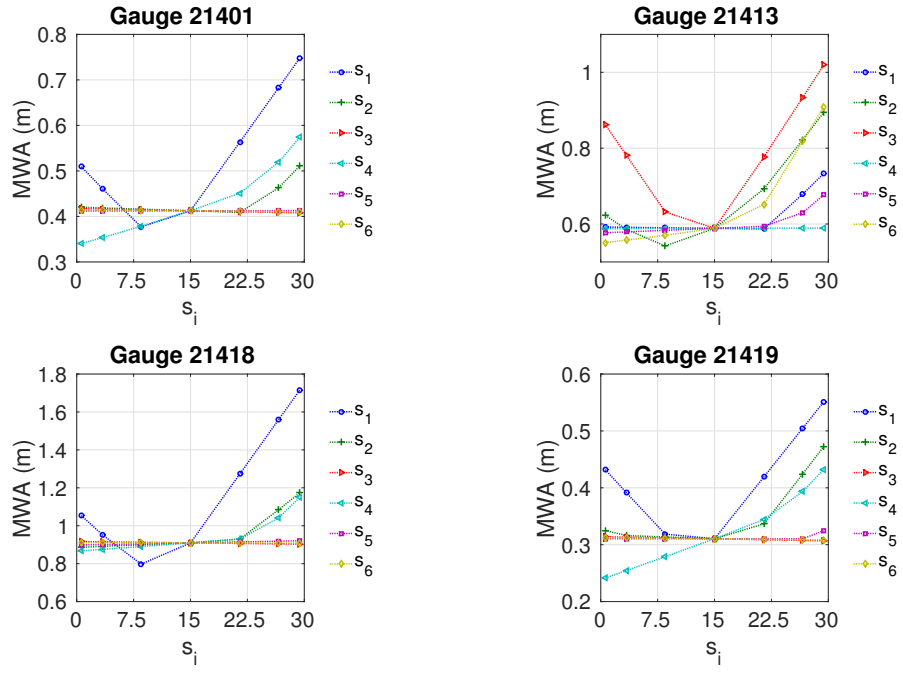 Gauge 21401
MWA (m)
0.8
0.7
0.6
0.5
0.4
0.3
0 7.5 15 22.5 30
s_i
s_1
s_2
s_3
s_4
s_5
s_6
Gauge 21413
MWA (m)
1
0.8
0.6
0 7.5 15 22.5 30
s_i
s_1
s_2
s_3
s_4
s_5
s_6
Gauge 21418
MWA (m)
1.8
1.6
1.4
1.2
1
0.8
0.6
0 7.5 15 22.5 30
s_i
s_1
s_2
s_3
s_4
s_5
s_6
Gauge 21419
MWA (m)
0.6
0.5
0.4
0.3
0.2
0 7.5 15 22.5 30
s_i
s_1
s_2
s_3
s_4
s_5
s_6